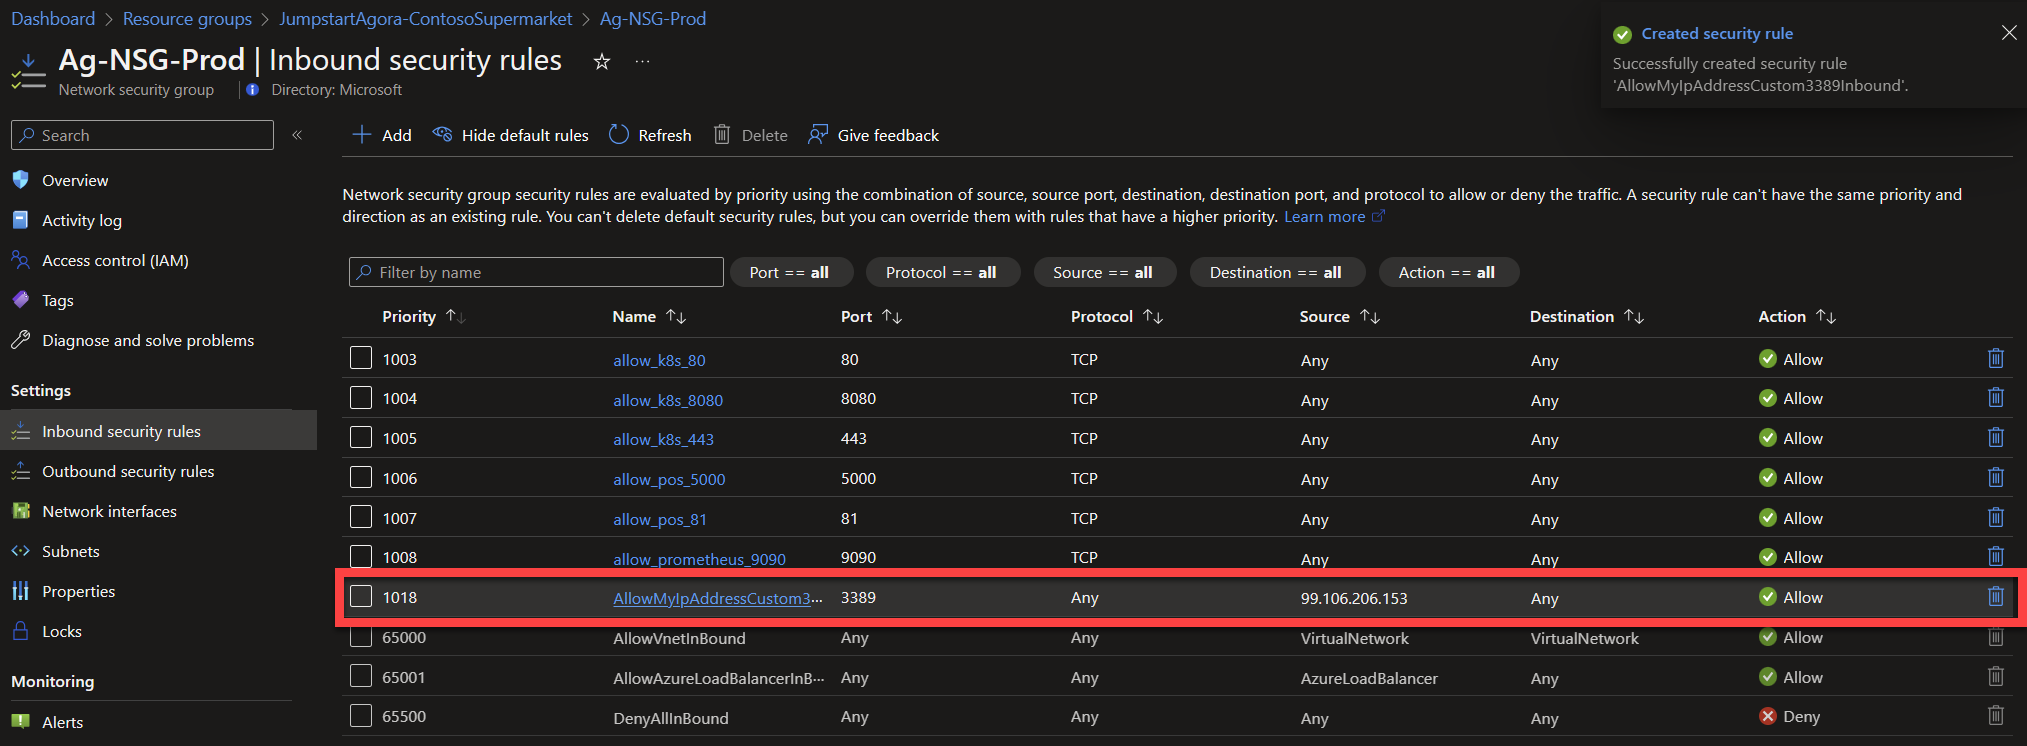 Dashboard > Resource groups > JumpstartAgora-ContosoSupermarket > Ag-NSG-Prod
Ag-NSG-Prod | Inbound security rules ☆ ...
Network security group Directory: Microsoft
Created security rule
Successfully created security rule
'AllowMyIpAddressCustom3389Inbound'.
Search «
Overview
Activity log
Access control (IAM)
Tags
Diagnose and solve problems
Settings
Inbound security rules
Outbound security rules
Network interfaces
Subnets
Properties
Locks
Monitoring
Alerts
Add Hide default rules Refresh Delete Give feedback
Network security group security rules are evaluated by priority using the combination of source, source port, destination, destination port, and protocol to allow or deny the traffic. A security rule can't have the same priority and
direction as an existing rule. You can't delete default security rules, but you can override them with rules that have a higher priority. Learn more
Filter by name Port == all Protocol == all Source == all Destination == all Action == all
Priority ↑↓ Name ↑↓ Port ↑↓ Protocol ↑↓ Source ↑↓ Destination ↑↓ Action ↑↓
1003 allow_k8s_80 80 TCP Any Any Allow
1004 allow_k8s_8080 8080 TCP Any Any Allow
1005 allow_k8s_443 443 TCP Any Any Allow
1006 allow_pos_5000 5000 TCP Any Any Allow
1007 allow_pos_81 81 TCP Any Any Allow
1008 allow_prometheus_9090 9090 TCP Any Any Allow
1018 AllowMyIpAddressCustom3... 3389 Any 99.106.206.153 Any Allow
65000 AllowVnetInBound Any Any VirtualNetwork VirtualNetwork Allow
65001 AllowAzureLoadBalancerInB... Any Any AzureLoadBalancer Any Allow
65500 DenyAllInBound Any Any Any Any Deny